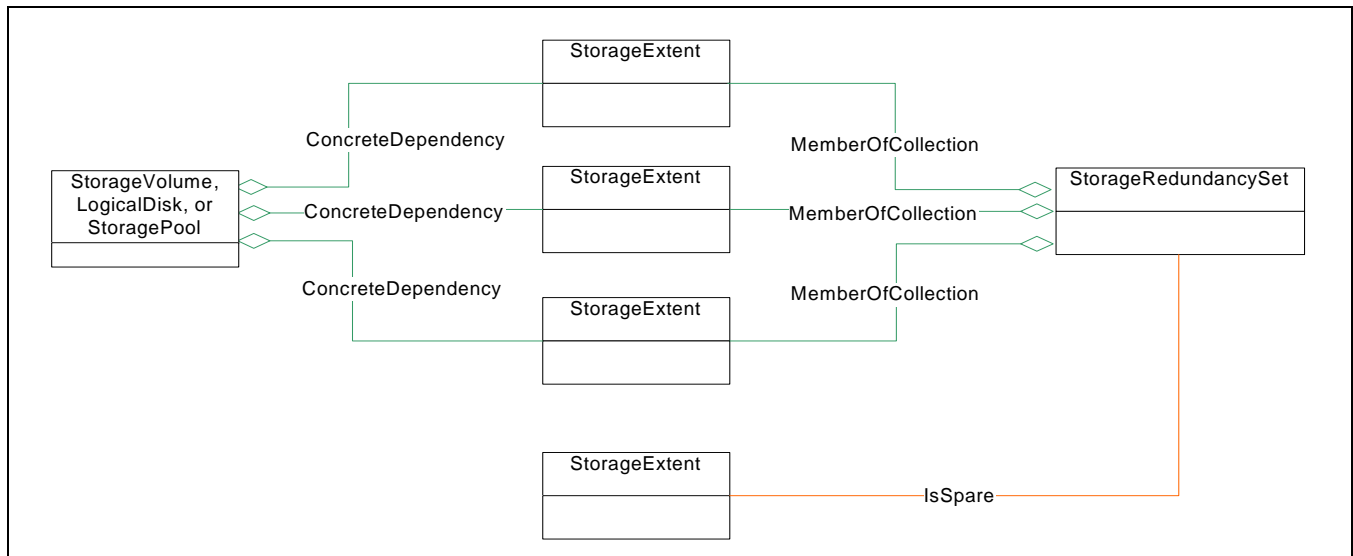 StorageExtent
ConcreteDependency
MemberOfCollection
StorageVolume,
LogicalDisk, or
StoragePool
StorageExtent
StorageRedundancySet
ConcreteDependency
MemberOfCollection
ConcreteDependency
MemberOfCollection
StorageExtent
StorageExtent
IsSpare